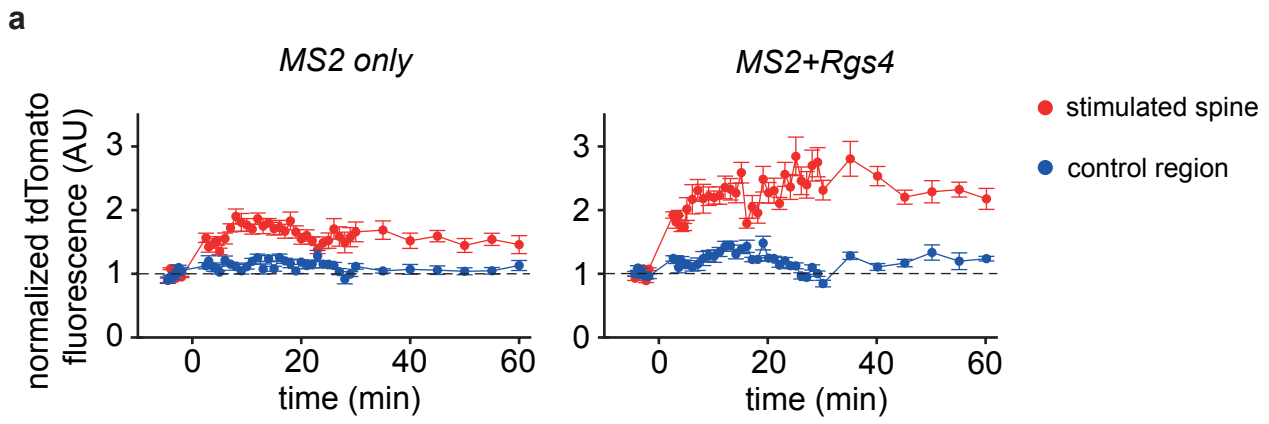 a
MS2 only
MS2+Rgs4
normalized tdTomato
fluorescence (AU)
3
2
1
0
0
20
40
60
time (min)
3
2
1
0
0
20
40
60
time (min)
stimulated spine
control region